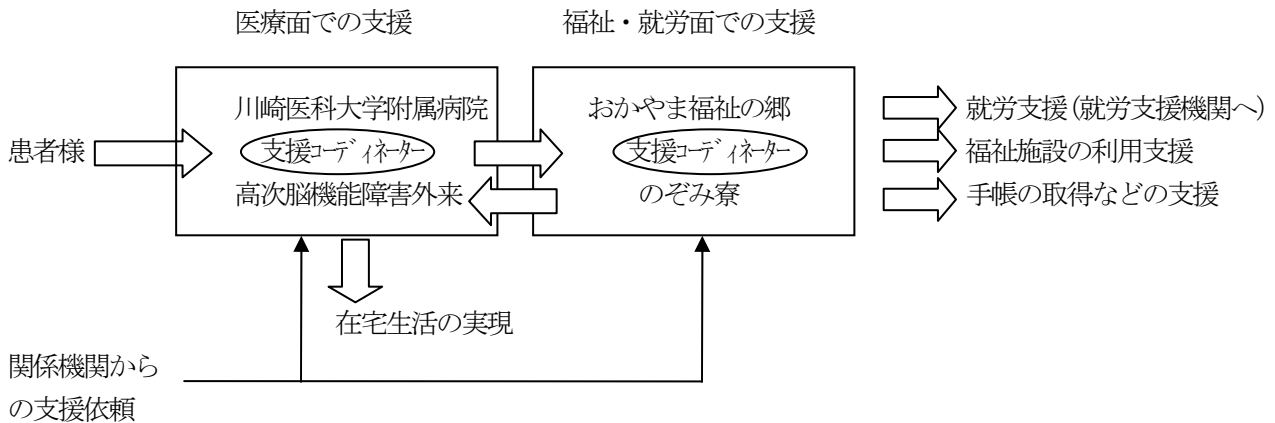 医療面での支援
福祉・就労面での支援
川崎医科大学附属病院
支援ｺｰﾃﾞｨﾈｰﾀｰ
高次脳機能障害外来
おかやま福祉の郷
支援ｺｰﾃﾞｨﾈｰﾀｰ
のぞみ寮
患者様
就労支援(就労支援機関へ)
福祉施設の利用支援
手帳の取得などの支援
在宅生活の実現
関係機関から
の支援依頼